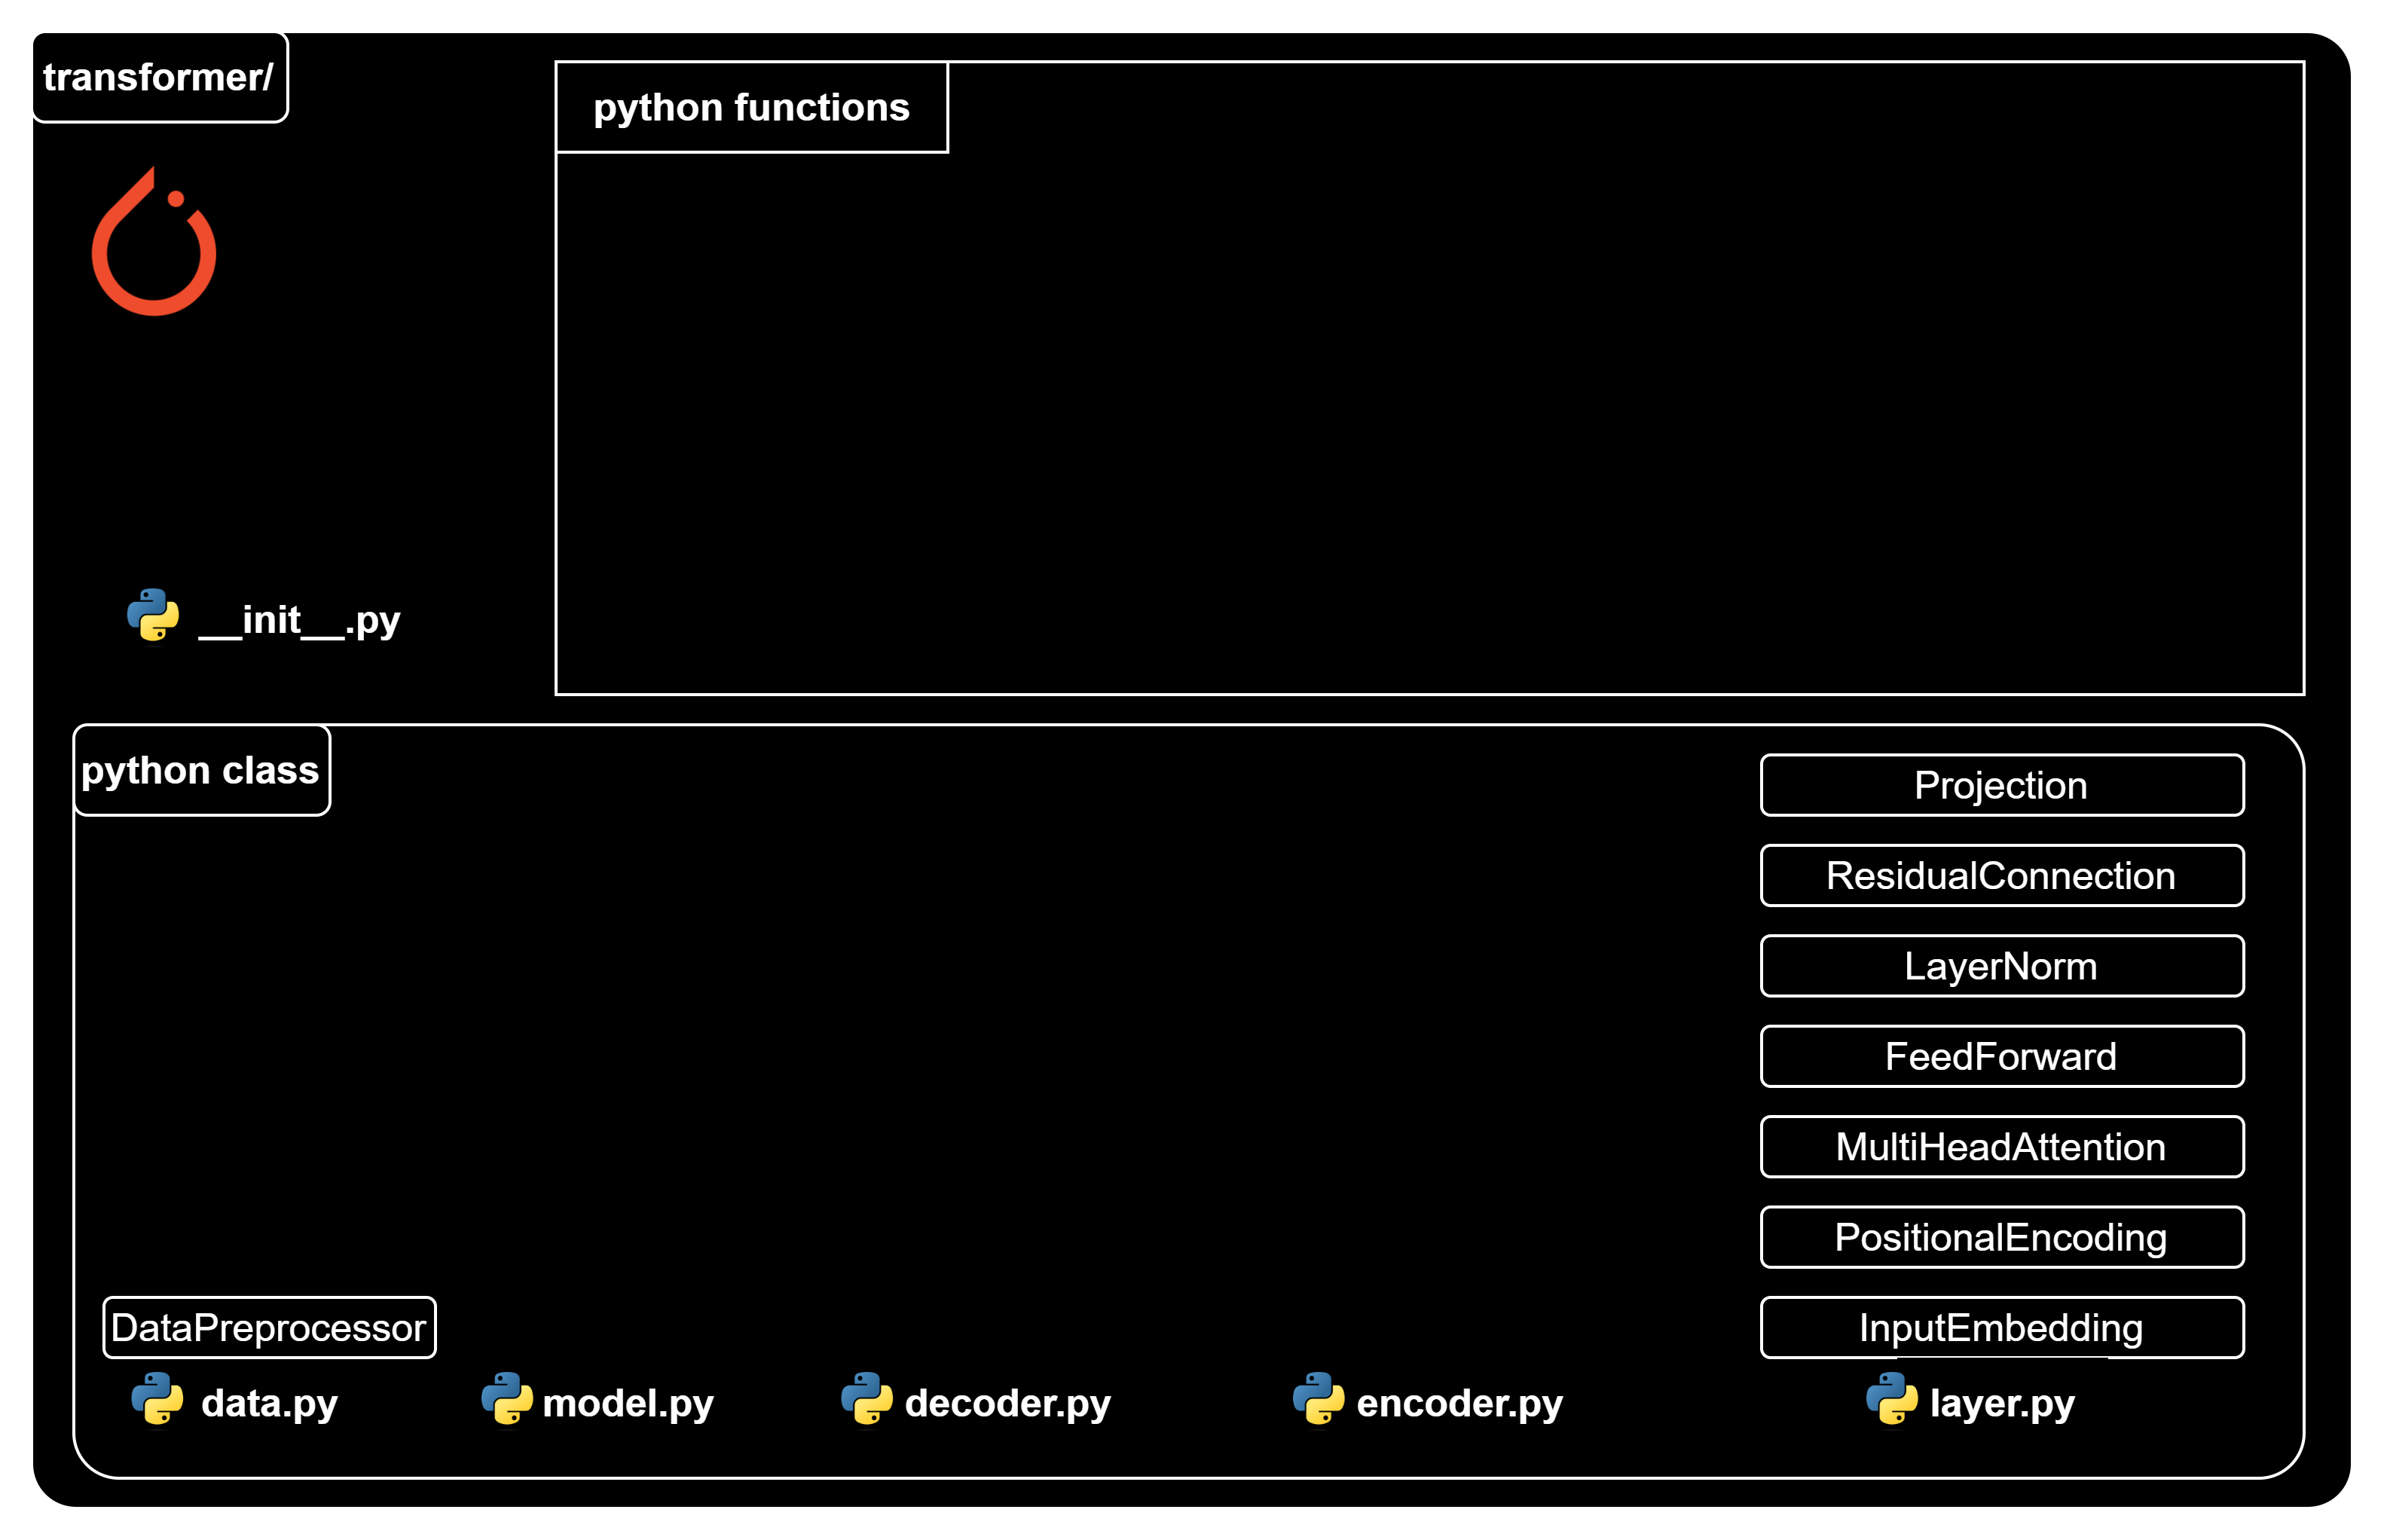 transformer/
python functions
__init__.py
python class
Projection
ResidualConnection
LayerNorm
FeedForward
MultiHeadAttention
PositionalEncoding
DataPreprocessor
InputEmbedding
data.py
model.py
decoder.py
encoder.py
layer.py